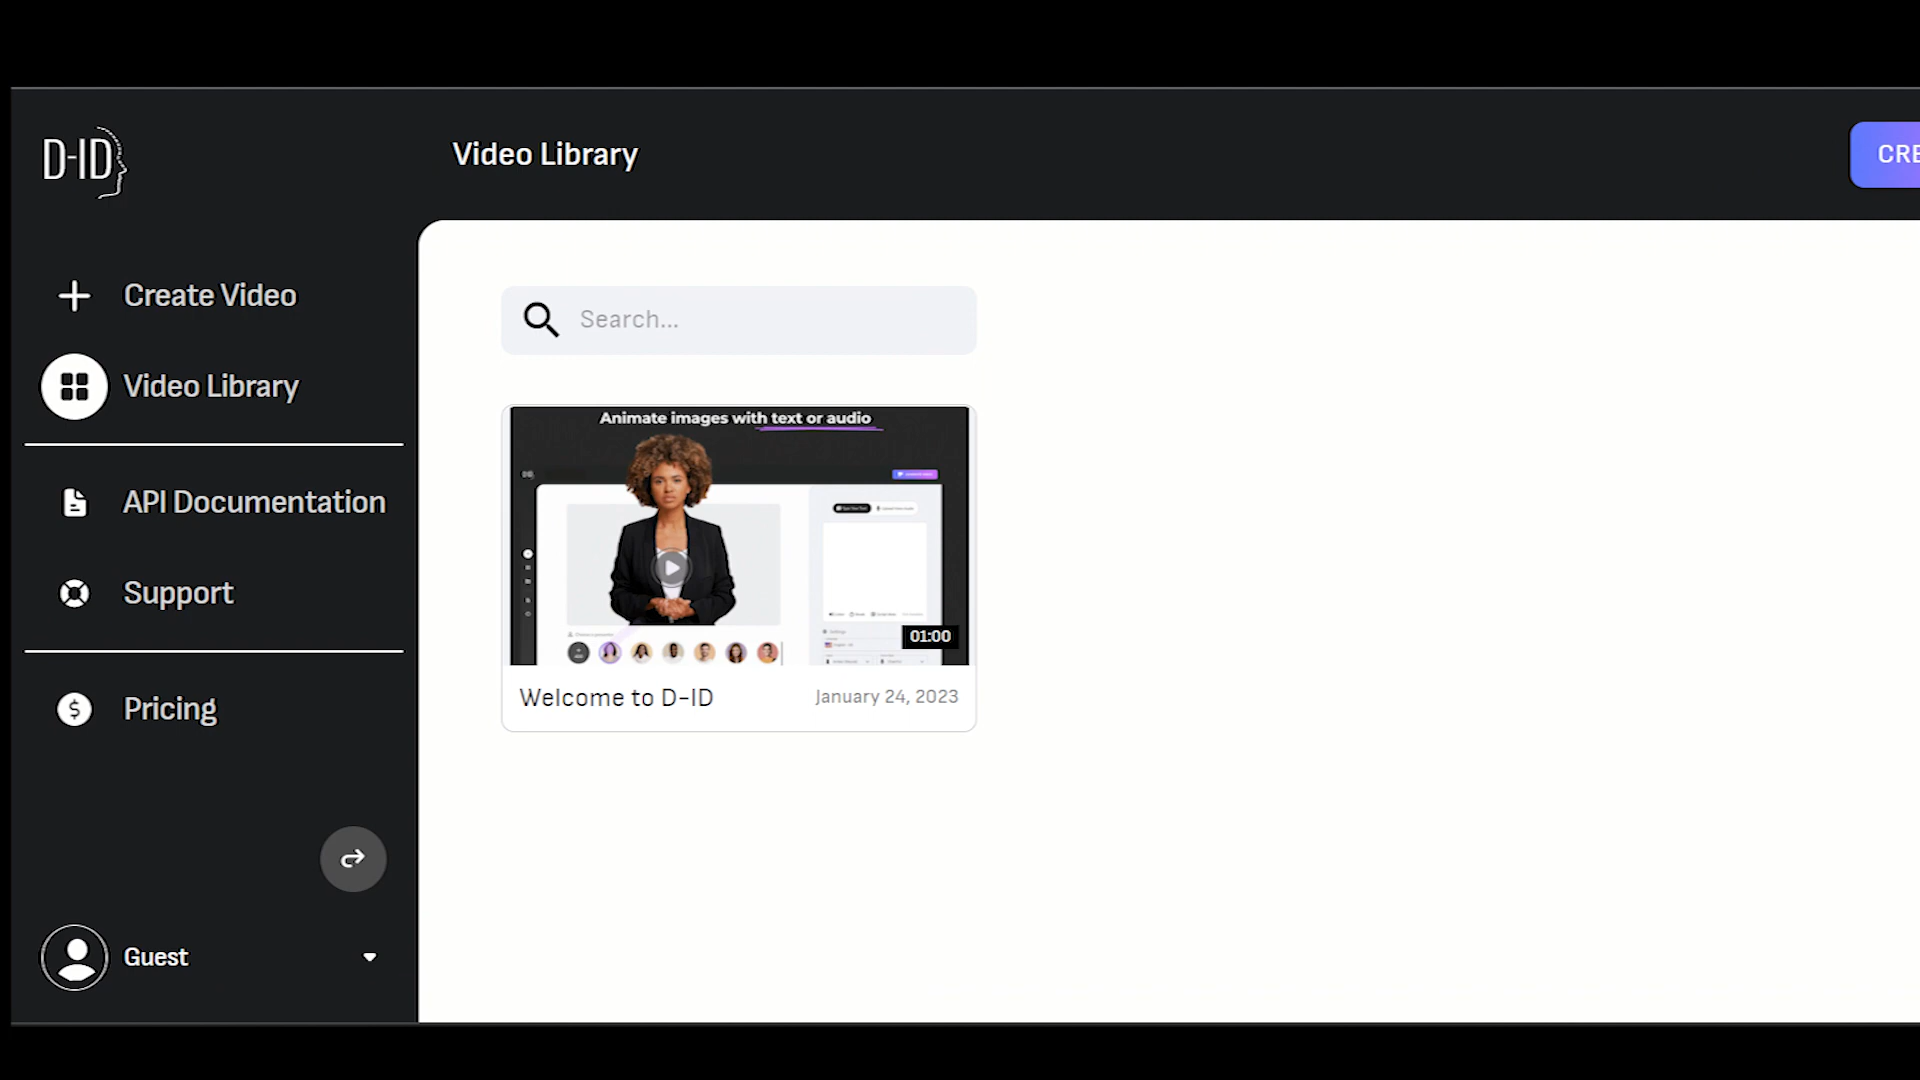 D-ID
Video Library
CRE
Create Video
Video Library
API Documentation
Support
Pricing
Guest
Search...
Animate images with text or audio
01:00
Welcome to D-ID
January 24, 2023